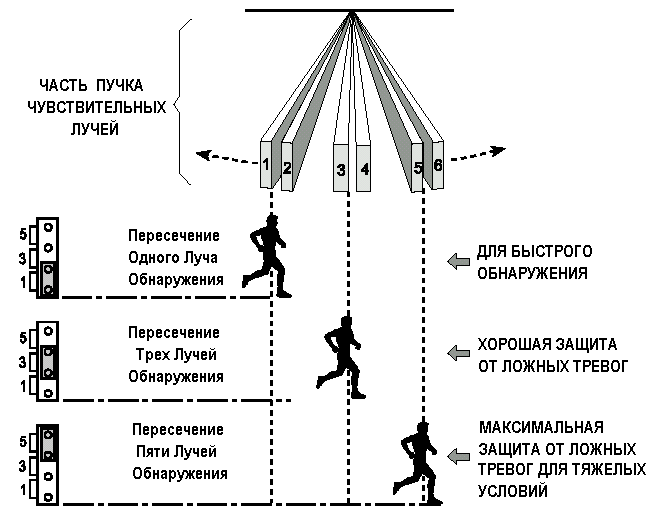 ЧАСТЬ ПУЧКА
ЧУВСТВИТЕЛЬНЫХ
ЛУЧЕЙ
1 2 3 4 5 6
5
3
1
Пересечение
Одного Луча
Обнаружения
ДЛЯ БЫСТРОГО
ОБНАРУЖЕНИЯ
5
3
1
Пересечение
Трех Лучей
Обнаружения
ХОРОШАЯ ЗАЩИТА
ОТ ЛОЖНЫХ ТРЕВОГ
5
3
1
Пересечение
Пяти Лучей
Обнаружения
МАКСИМАЛЬНАЯ
ЗАЩИТА ОТ ЛОЖНЫХ
ТРЕВОГ ДЛЯ ТЯЖЕЛЫХ
УСЛОВИЙ